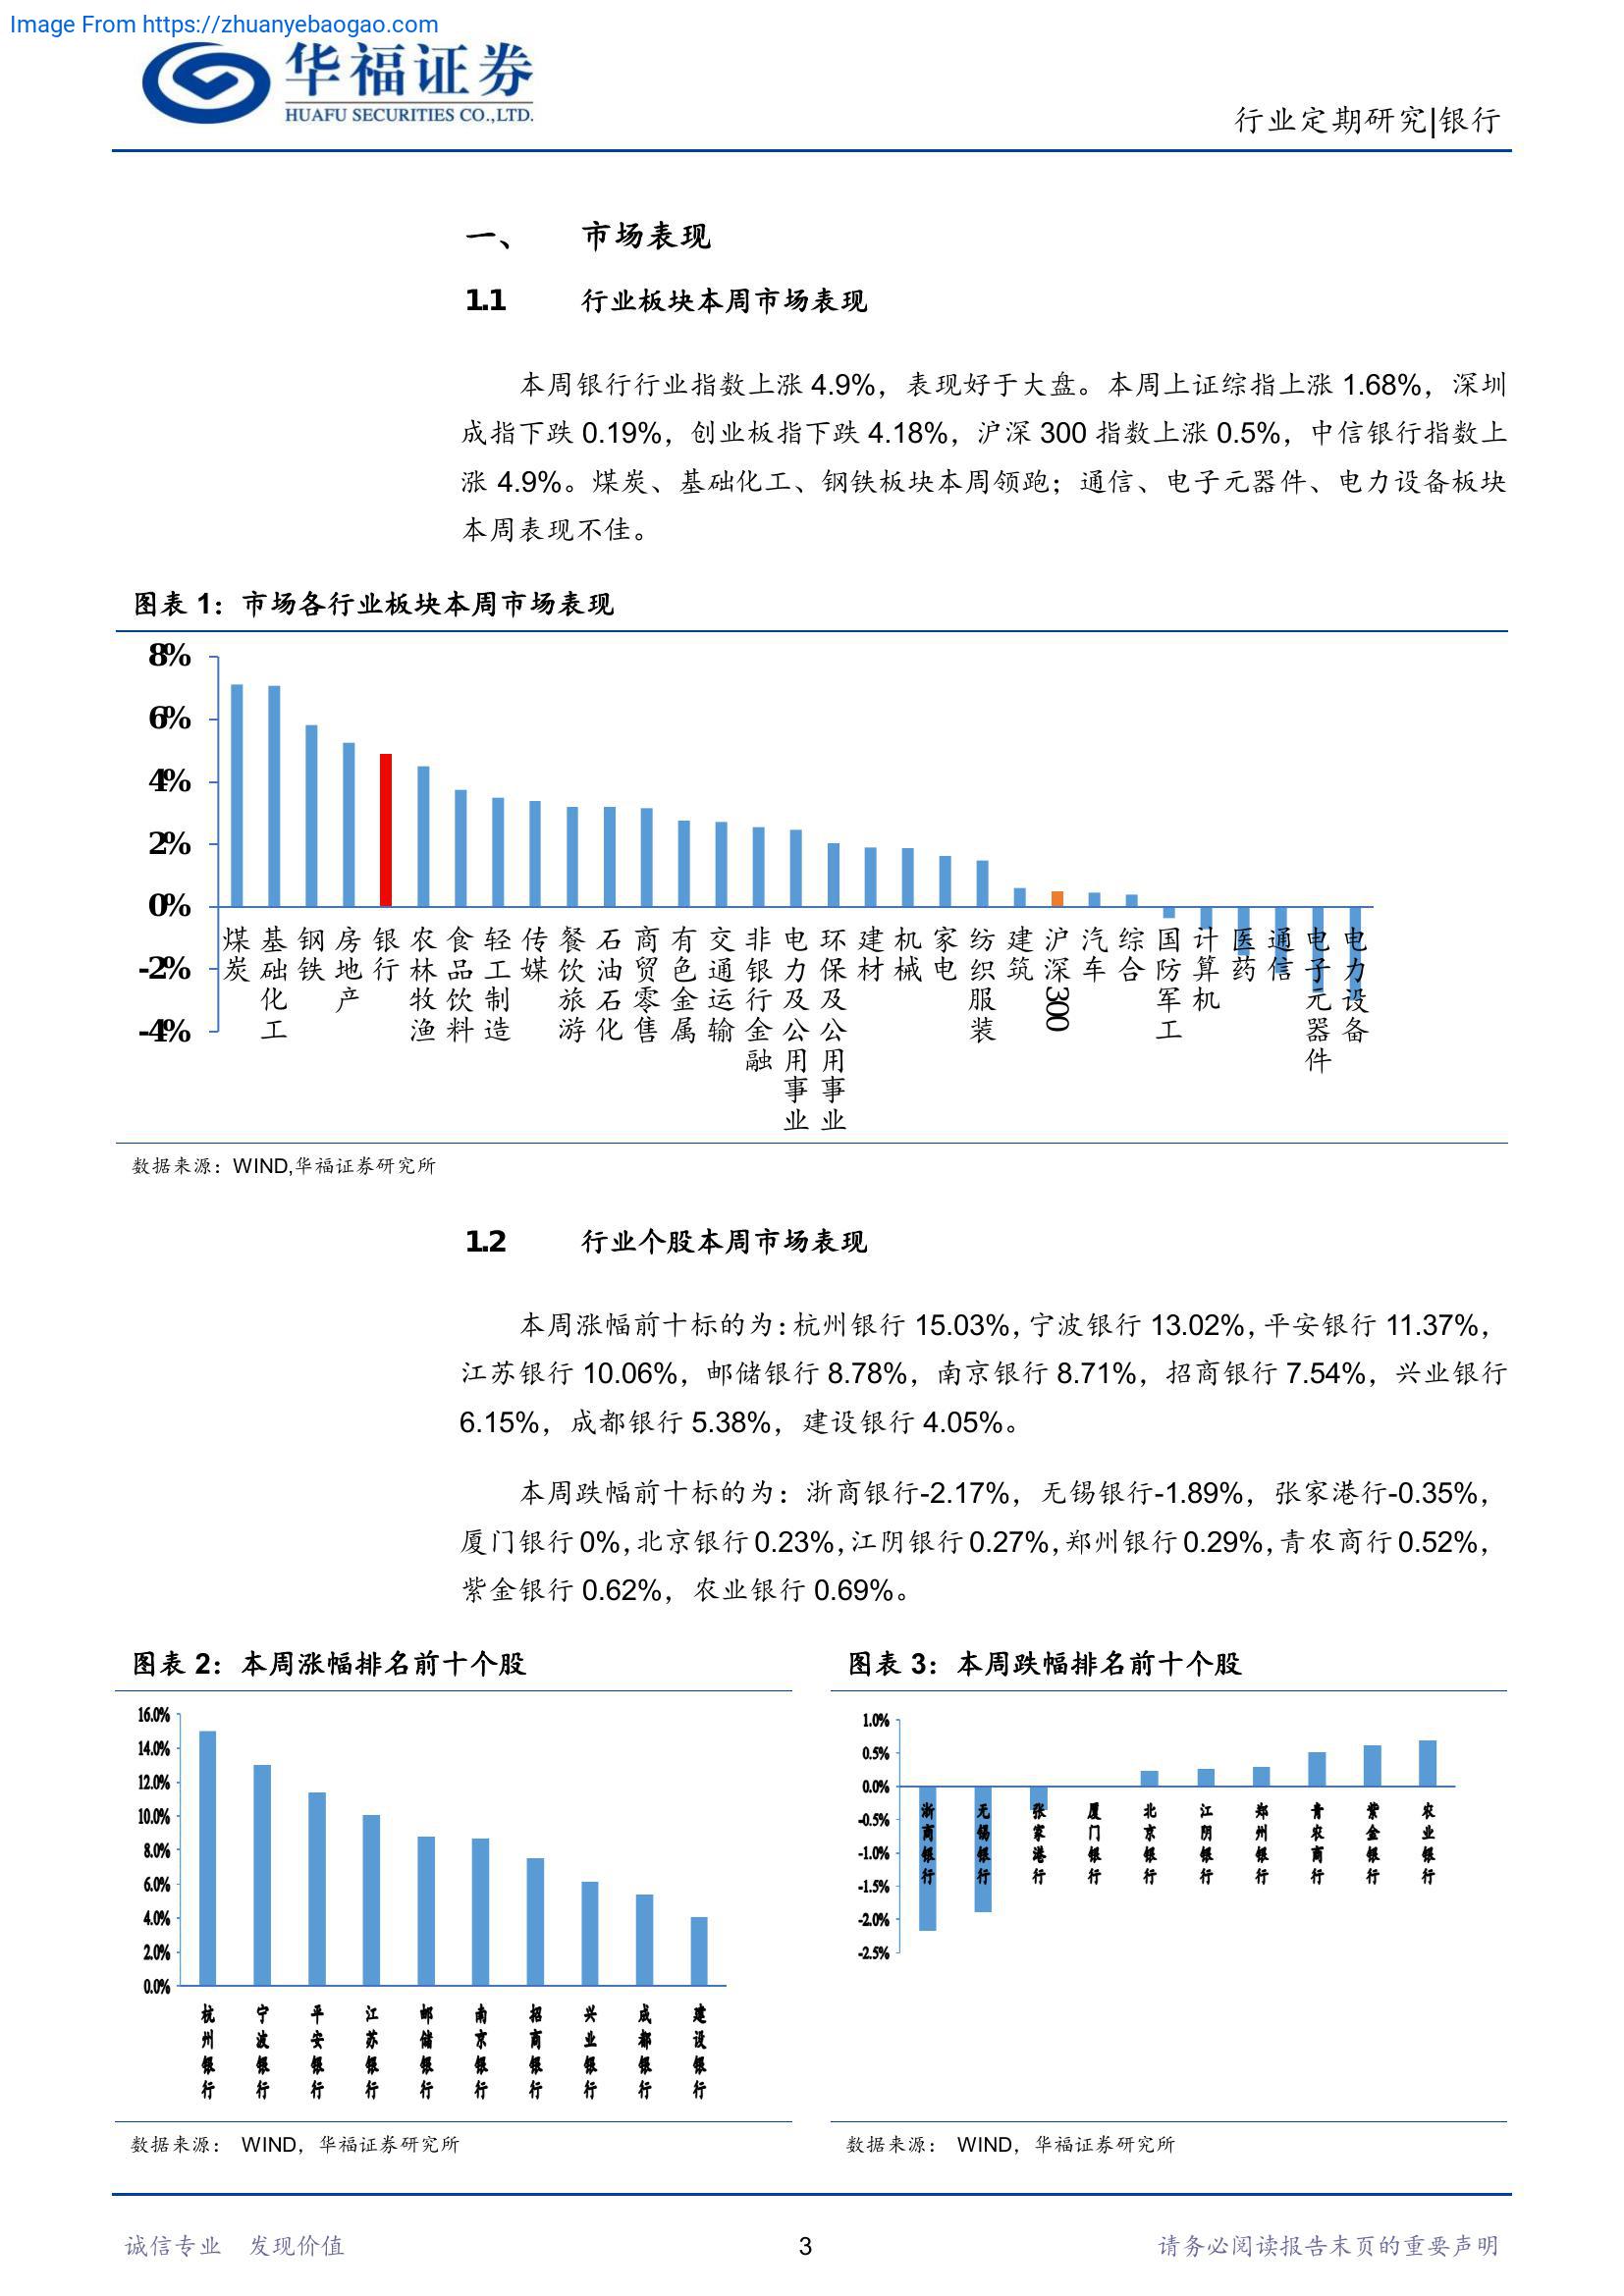 Image From https://zhuanyebaogao.com
华福证券
HUAFU SECURITIES CO.,LTD.
行业定期研究|银行
一、 市场表现
1.1 行业板块本周市场表现
本周银行行业指数上涨 4.9%，表现好于大盘。本周上证综指上涨 1.68%，深圳
成指下跌 0.19%，创业板指下跌 4.18%，沪深 300 指数上涨 0.5%，中信银行指数上
涨 4.9%。煤炭、基础化工、钢铁板块本周领跑；通信、电子元器件、电力设备板块
本周表现不佳。
图表 1：市场各行业板块本周市场表现
8%
6%
4%
2%
0%
-2%
-4%
煤炭
基础化工
钢铁
房地产
银行
农林牧渔
食品饮料
轻工制造
传媒
餐饮旅游
石油石化
商贸零售
有色金属
交通运输
非银行金融
电力及公用事业
环保及公用事业
建材
机械
家电
纺织服装
建筑
沪深300
汽车
综合
国防军工
计算机
医药
通信
电子元器件
电力设备
数据来源：WIND,华福证券研究所
1.2 行业个股本周市场表现
本周涨幅前十标的为：杭州银行 15.03%，宁波银行 13.02%，平安银行 11.37%，
江苏银行 10.06%，邮储银行 8.78%，南京银行 8.71%，招商银行 7.54%，兴业银行
6.15%，成都银行 5.38%，建设银行 4.05%。
本周跌幅前十标的为：浙商银行-2.17%，无锡银行-1.89%，张家港行-0.35%，
厦门银行 0%，北京银行 0.23%，江阴银行 0.27%，郑州银行 0.29%，青农商行 0.52%，
紫金银行 0.62%，农业银行 0.69%。
图表 2：本周涨幅排名前十个股
16.0%
14.0%
12.0%
10.0%
8.0%
6.0%
4.0%
2.0%
0.0%
杭州银行
宁波银行
平安银行
江苏银行
邮储银行
南京银行
招商银行
兴业银行
成都银行
建设银行
数据来源： WIND，华福证券研究所
图表 3：本周跌幅排名前十个股
1.0%
0.5%
0.0%
-0.5%
-1.0%
-1.5%
-2.0%
-2.5%
浙商银行
无锡银行
张家港行
厦门银行
北京银行
江阴银行
郑州银行
青农商行
紫金银行
农业银行
数据来源： WIND，华福证券研究所
诚信专业 发现价值
3
请务必阅读报告末页的重要声明